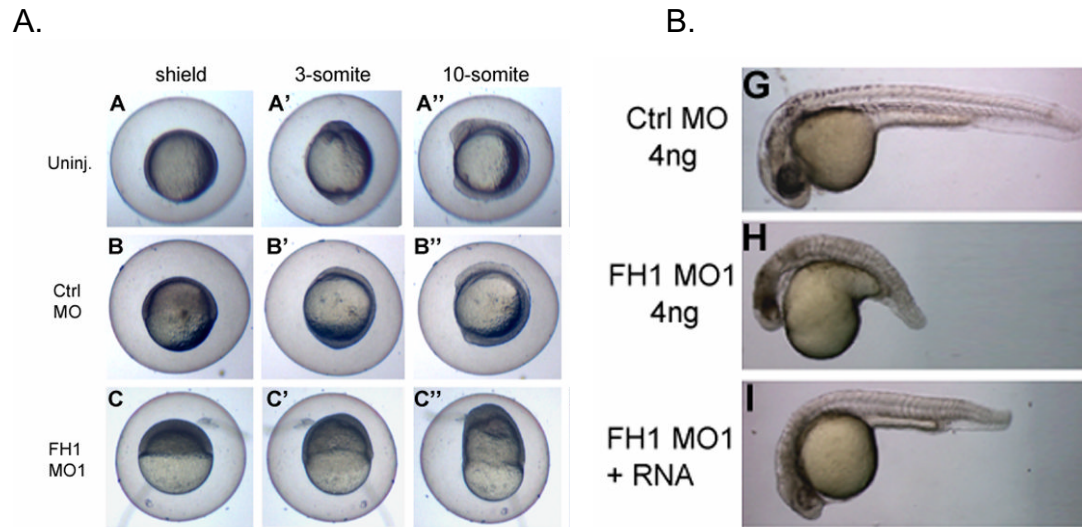 A.
B.
shield 3-somite 10-somite
Uninj.
A A’ A’’
Ctrl
MO
B B’ B’’
FH1
MO1
C C’ C’’
Ctrl MO
4ng
G
FH1 MO1
4ng
H
FH1 MO1
+ RNA
I